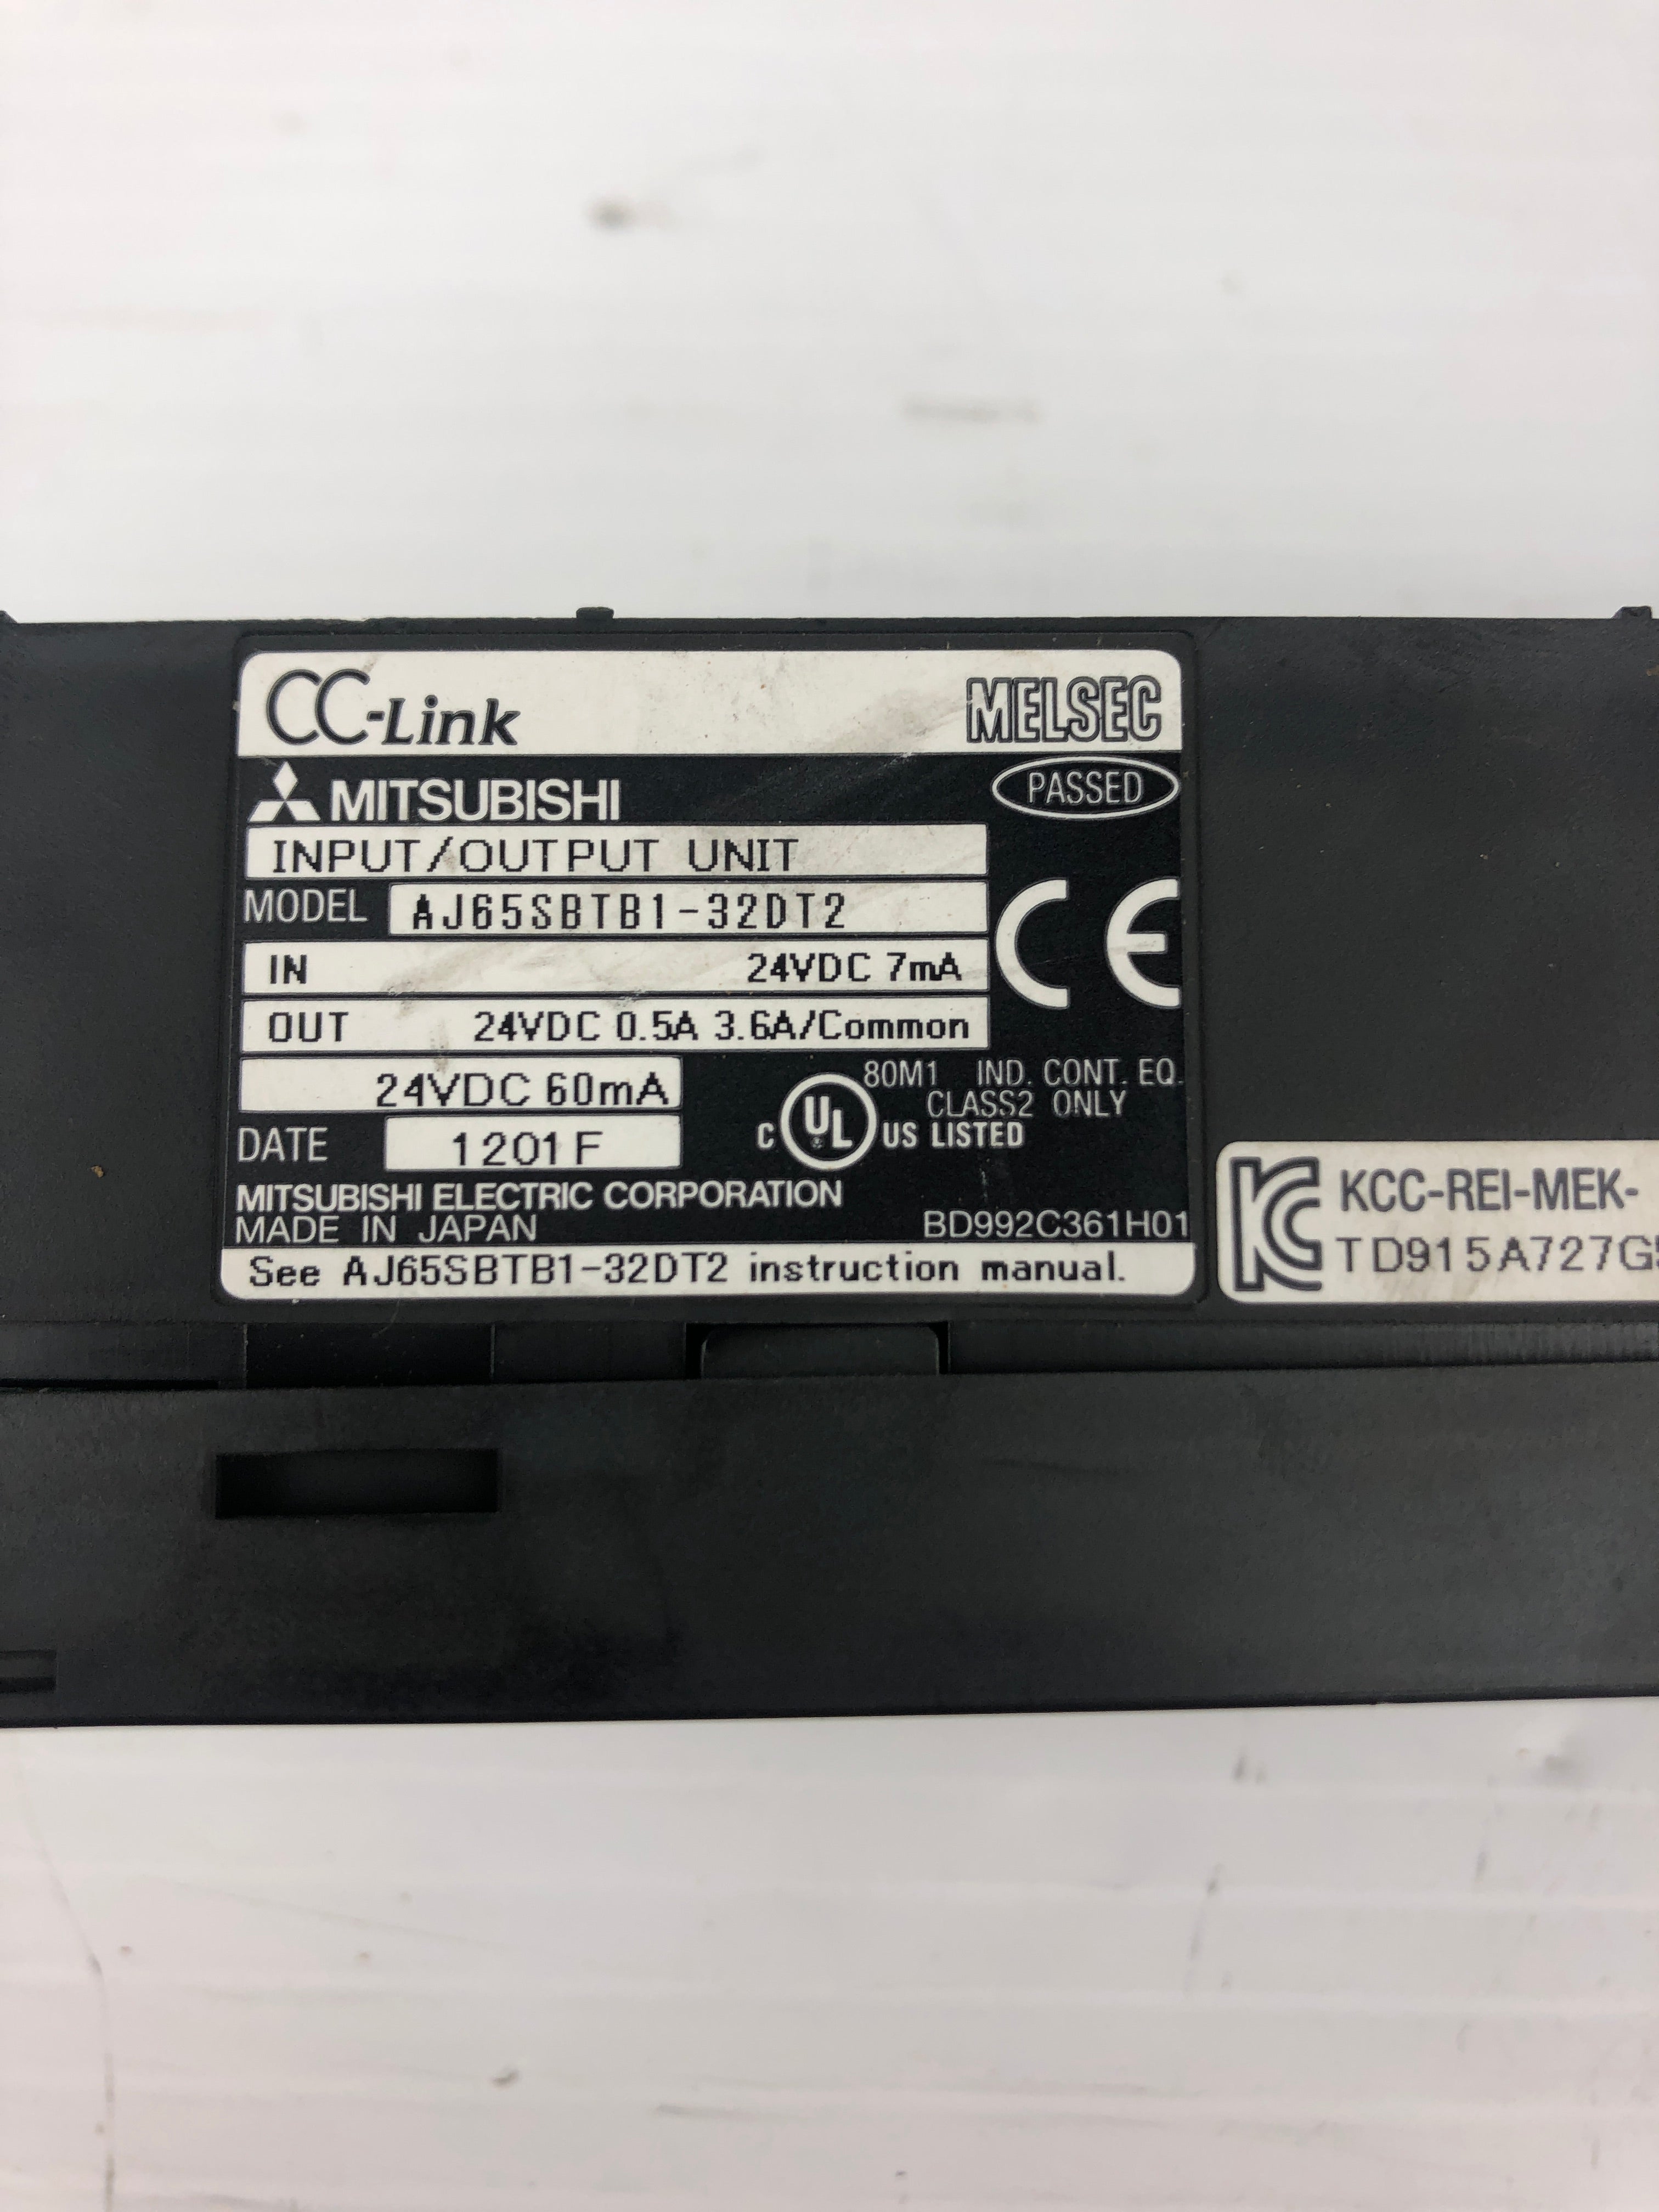 CC-Link MELSEC
MITSUBISHI PASSED
INPUT/OUTPUT UNIT
MODEL AJ65SBTB1-32DT2
CE
IN 24VDC 7mA
OUT 24VDC 0.5A 3.6A/Common
24VDC 60mA
80M1 IND. CONT. EQ.
CLASS2 ONLY
C UL US LISTED
DATE 1201F
MITSUBISHI ELECTRIC CORPORATION
MADE IN JAPAN BD992C361H01
See AJ65SBTB1-32DT2 instruction manual.
KCC-REI-MEK-
TD915A727G